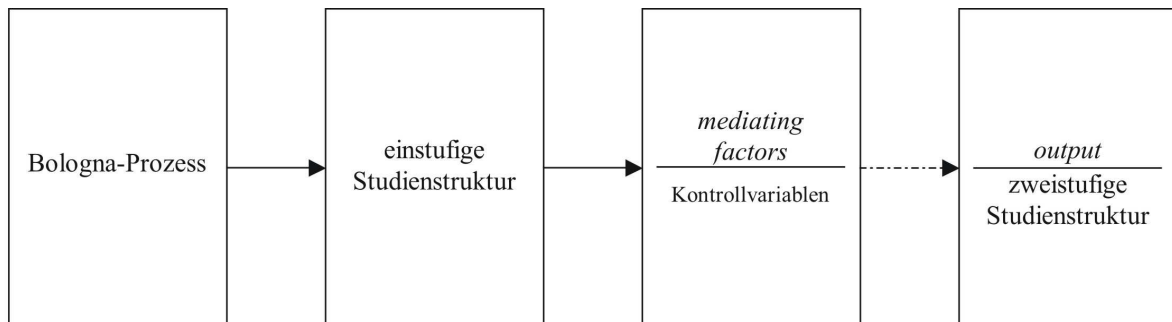 Bologna-Prozess
einstufige
Studienstruktur
mediating
factors
Kontrollvariablen
output
zweistufige
Studienstruktur